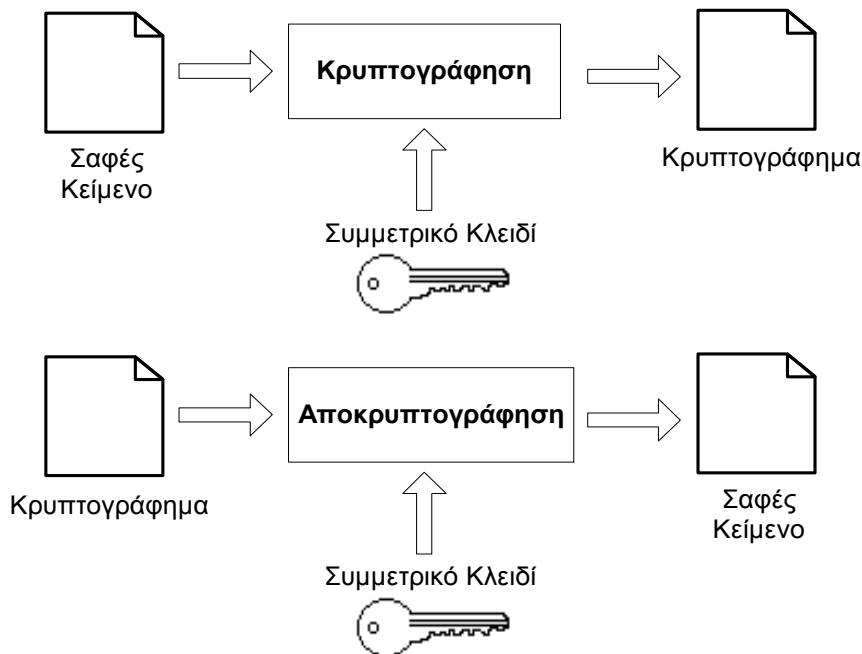 Κρυπτογράφηση
Σαφές
Κείμενο
Κρυπτογράφημα
Συμμετρικό Κλειδί
Αποκρυπτογράφηση
Κρυπτογράφημα
Σαφές
Κείμενο
Συμμετρικό Κλειδί